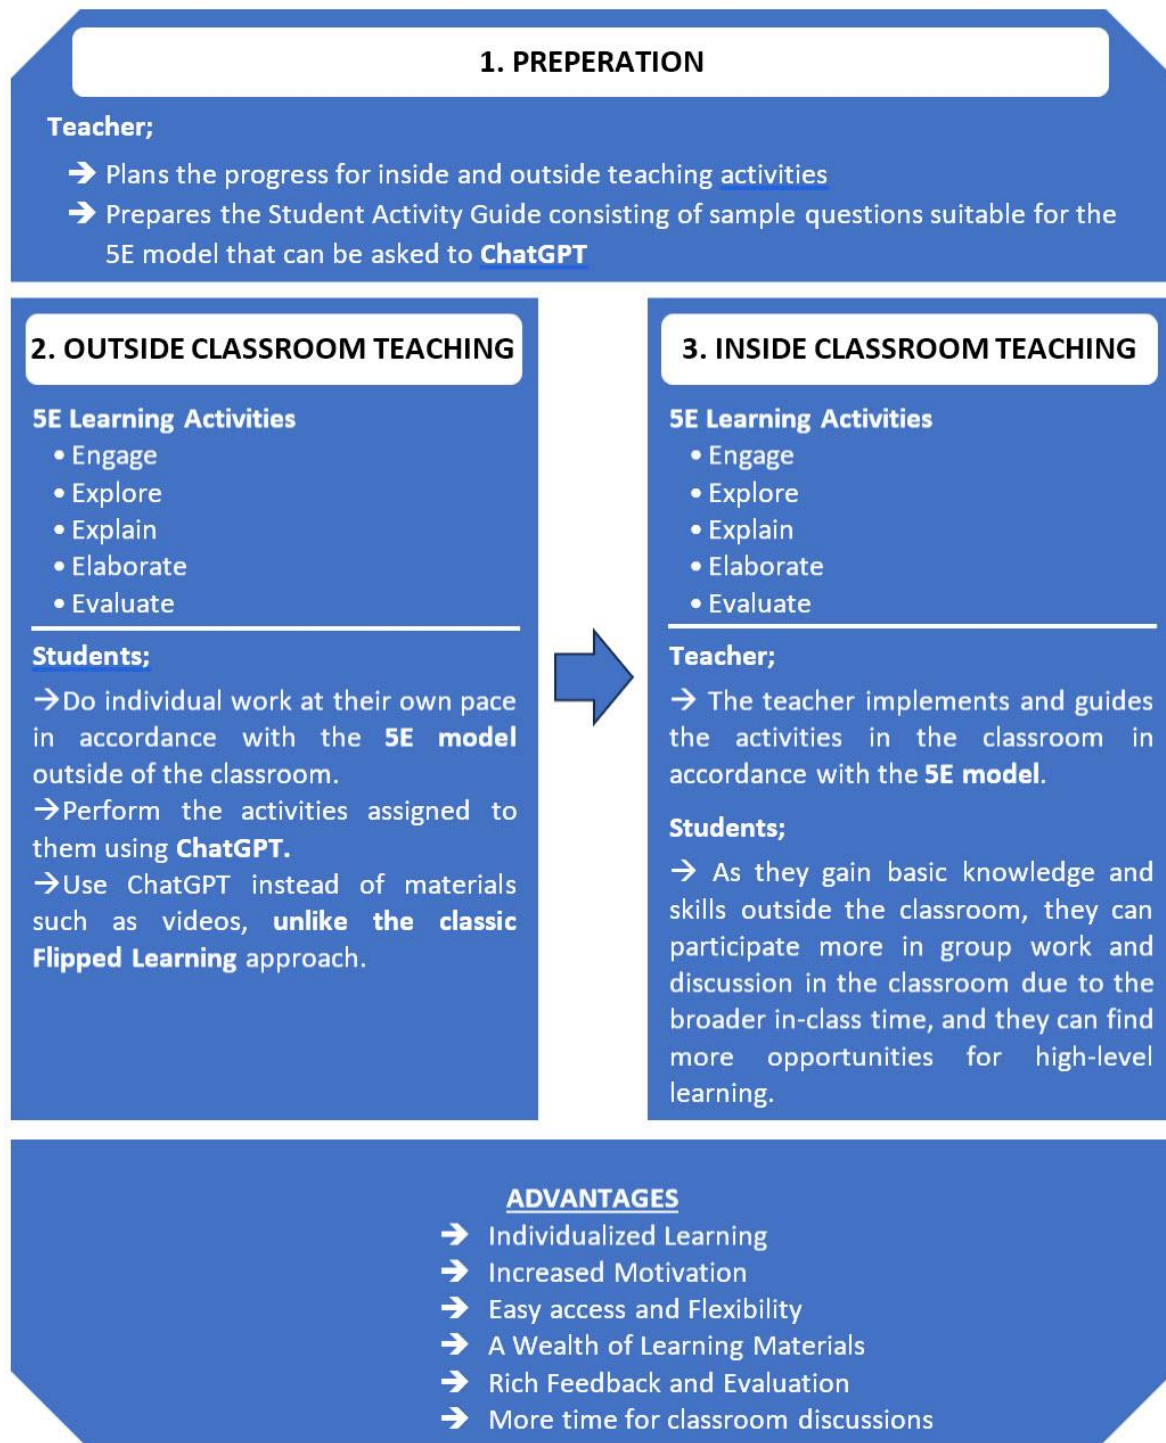 1. PREPERATION
Teacher;
➔ Plans the progress for inside and outside teaching activities
➔ Prepares the Student Activity Guide consisting of sample questions suitable for the
5E model that can be asked to ChatGPT
2. OUTSIDE CLASSROOM TEACHING
5E Learning Activities
• Engage
• Explore
• Explain
• Elaborate
• Evaluate
Students;
→Do individual work at their own pace
in accordance with the 5E model
outside of the classroom.
→Perform the activities assigned to
them using ChatGPT.
→Use ChatGPT instead of materials
such as videos, unlike the classic
Flipped Learning approach.
3. INSIDE CLASSROOM TEACHING
5E Learning Activities
• Engage
• Explore
• Explain
• Elaborate
• Evaluate
Teacher;
→ The teacher implements and guides
the activities in the classroom in
accordance with the 5E model.
Students;
→ As they gain basic knowledge and
skills outside the classroom, they can
participate more in group work and
discussion in the classroom due to the
broader in-class time, and they can find
more opportunities for high-level
learning.
ADVANTAGES
➔ Individualized Learning
➔ Increased Motivation
➔ Easy access and Flexibility
➔ A Wealth of Learning Materials
➔ Rich Feedback and Evaluation
➔ More time for classroom discussions